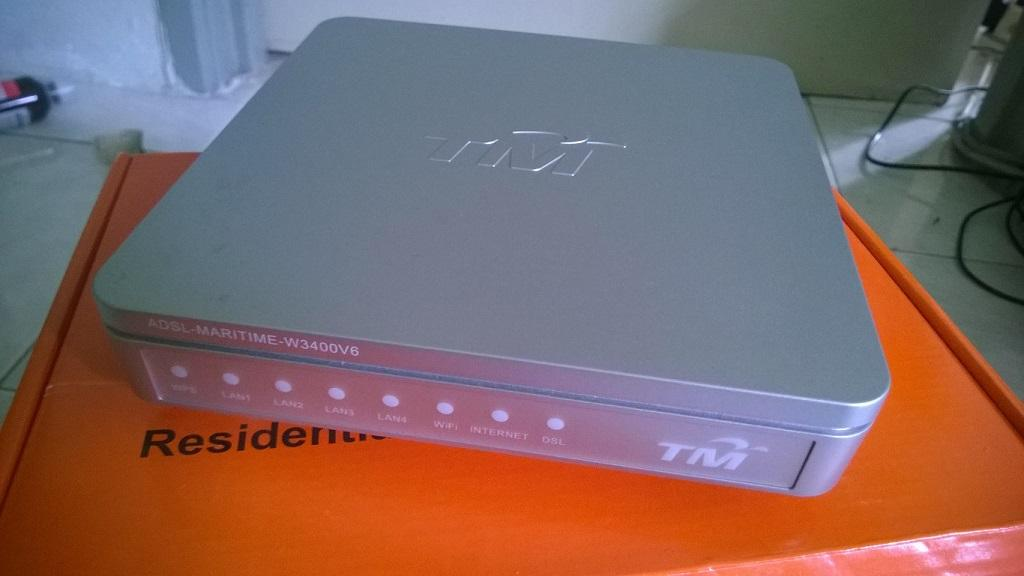 TM
ADSL-MARITIME-W3400V6
WPS LAN1 LAN2 LAN3 LAN4 WiFi INTERNET DSL
TM
Residenti